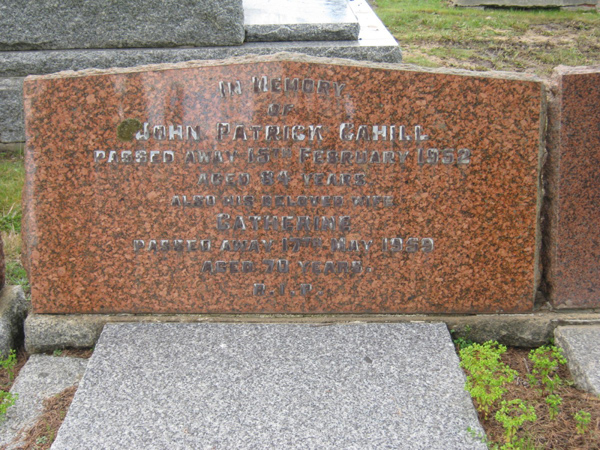 IN MEMORY
OF
JOHN PATRICK CAHILL
PASSED AWAY 15TH FEBRUARY 1952
AGED 84 YEARS
ALSO HIS BELOVED WIFE
CATHERINE
PASSED AWAY 17TH MAY 1959
AGED YEARS
R.I.P.